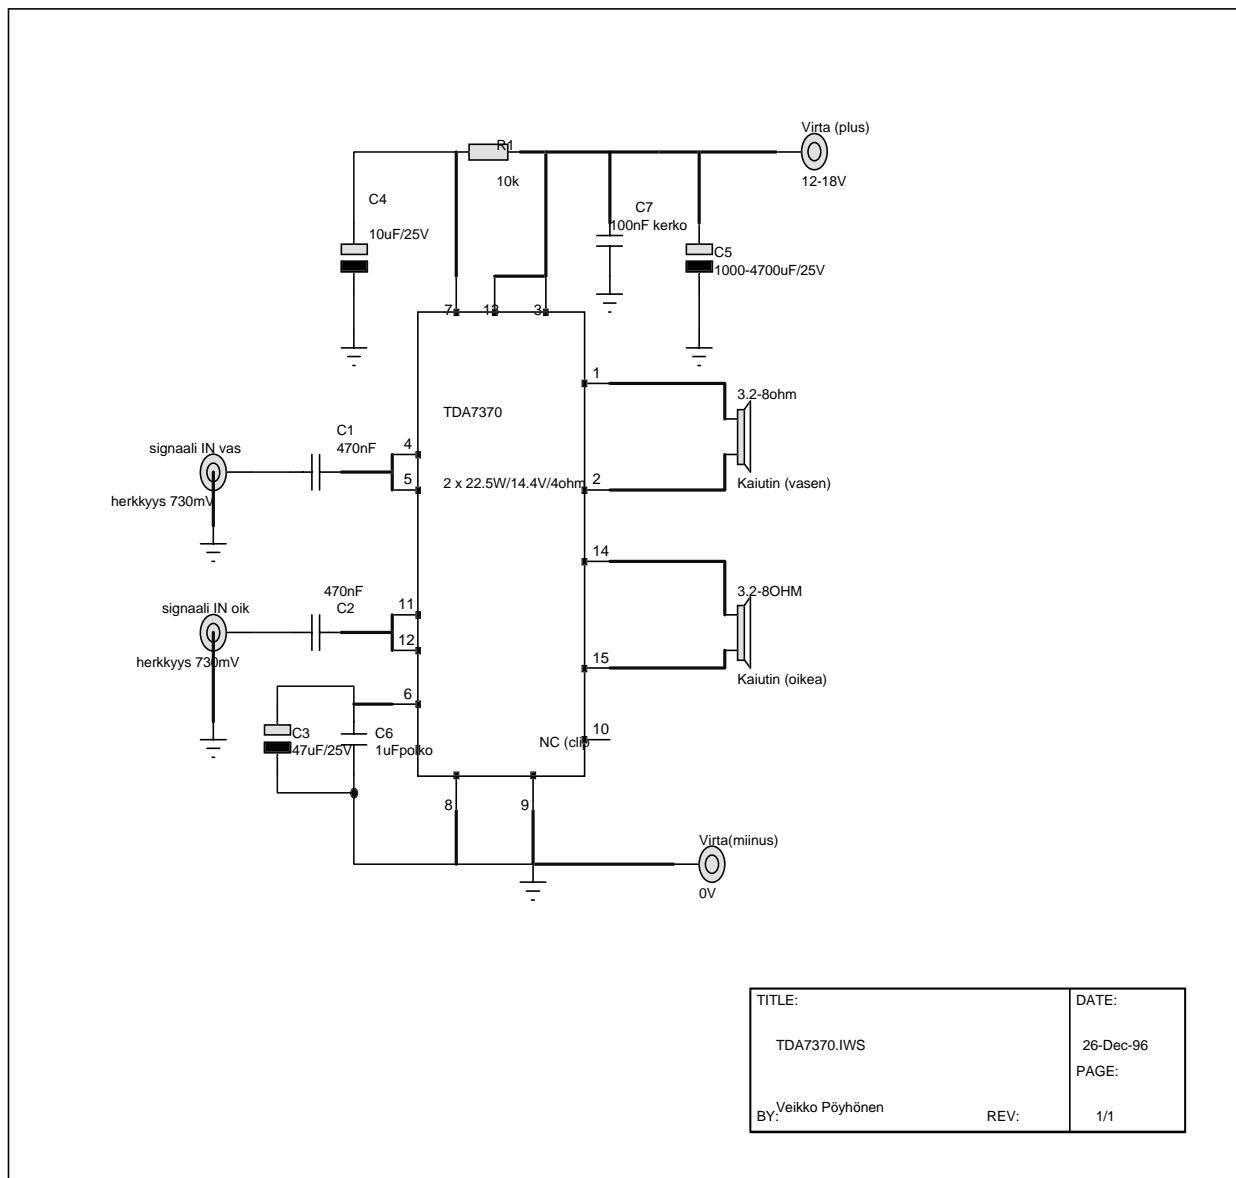 Virta (plus)
R1
12-18V
10k
C4
C7
10uF/25V
100nF kerko
C5
1000-4700uF/25V
7
13
3
1
3.2-8ohm
TDA7370
C1
470nF
4
signaali IN vas
5
2 x 22.5W/14.4V/4ohm
2
Kaiutin (vasen)
herkkyys 730mV
14
470nF
C2
3.2-8OHM
signaali IN oik
11
12
herkkyys 730mV
15
Kaiutin (oikea)
6
10
C3
C6
NC (clip
47uF/25V
1uFpolko
8
9
Virta(miinus)
0V
TITLE:
DATE:
TDA7370.IWS
26-Dec-96
PAGE:
Veikko Pöyhönen
BY:
REV:
1/1